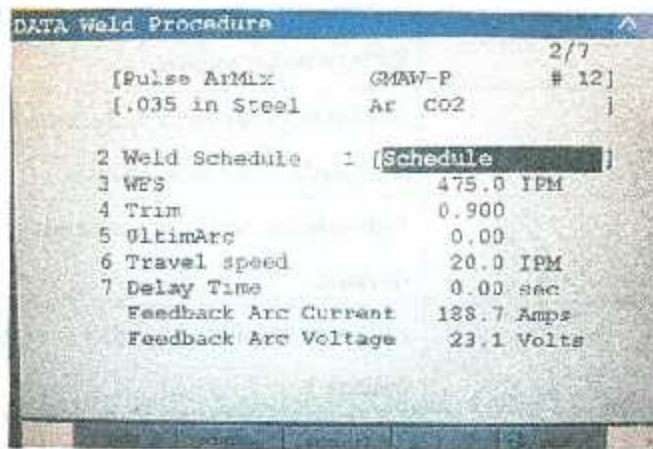 DATA Weld Procedure
2/7
[Pulse ArMix GMAW-P # 12]
[.035 in Steel Ar CO2 ]
2 Weld Schedule 1 [Schedule ]
3 WFS 475.0 IPM
4 Trim 0.900
5 UltimArc 0.00
6 Travel speed 20.0 IPM
7 Delay Time 0.00 sec
Feedback Arc Current 188.7 Amps
Feedback Arc Voltage 23.1 Volts